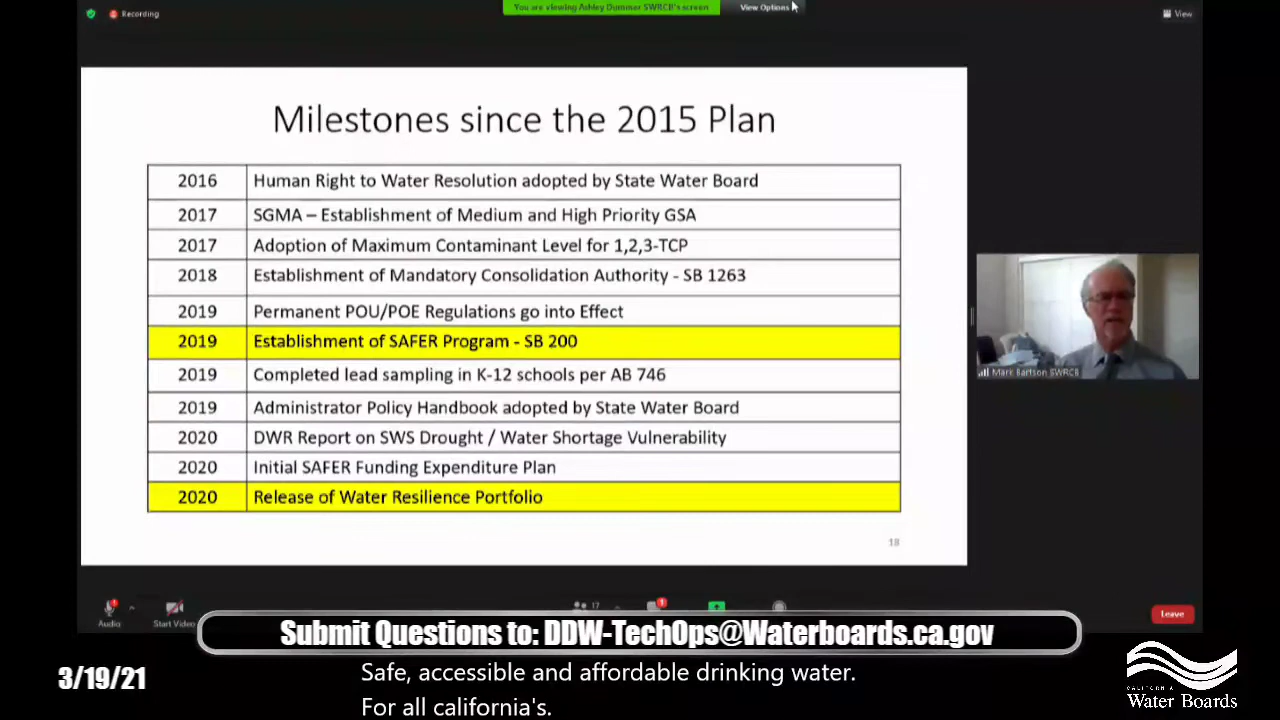 Recording
You are viewing Ashley Dummer SWRCB's screen
View Options
View
Milestones since the 2015 Plan
2016 Human Right to Water Resolution adopted by State Water Board
2017 SGMA – Establishment of Medium and High Priority GSA
2017 Adoption of Maximum Contaminant Level for 1,2,3-TCP
2018 Establishment of Mandatory Consolidation Authority - SB 1263
2019 Permanent POU/POE Regulations go into Effect
2019 Establishment of SAFER Program - SB 200
2019 Completed lead sampling in K-12 schools per AB 746
2019 Administrator Policy Handbook adopted by State Water Board
2020 DWR Report on SWS Drought / Water Shortage Vulnerability
2020 Initial SAFER Funding Expenditure Plan
2020 Release of Water Resilience Portfolio
18
Mark Bartson SWRCB
1
17
1
Audio
Start Video
Leave
Submit Questions to: DDW-TechOps@Waterboards.ca.gov
3/19/21
Safe, accessible and affordable drinking water.
For all california's.
CALIFORNIA
Water Boards